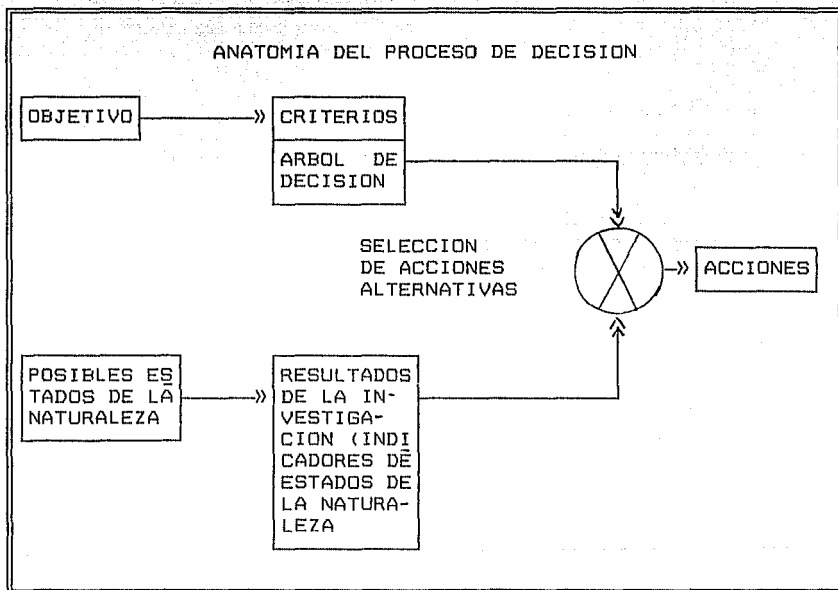 ANATOMIA DEL PROCESO DE DECISION
OBJETIVO
CRITERIOS
ARBOL DE
DECISION
SELECCION
DE ACCIONES
ALTERNATIVAS
ACCIONES
POSIBLES ES
TADOS DE LA
NATURALEZA
RESULTADOS
DE LA IN-
VESTIGA-
CION (INDI
CADORES DE
ESTADOS DE
LA NATURA-
LEZA